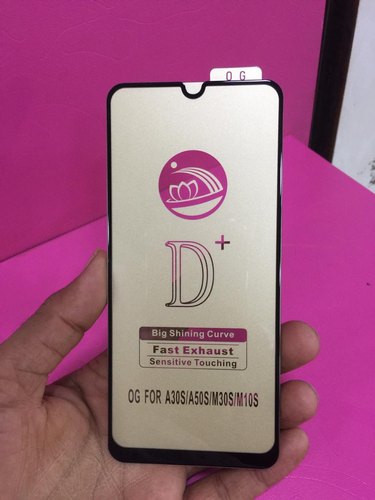 OG
D+
Big Shining Curve
Fast Exhaust
Sensitive Touching
OG FOR A30S/A50S/M30S/M10S